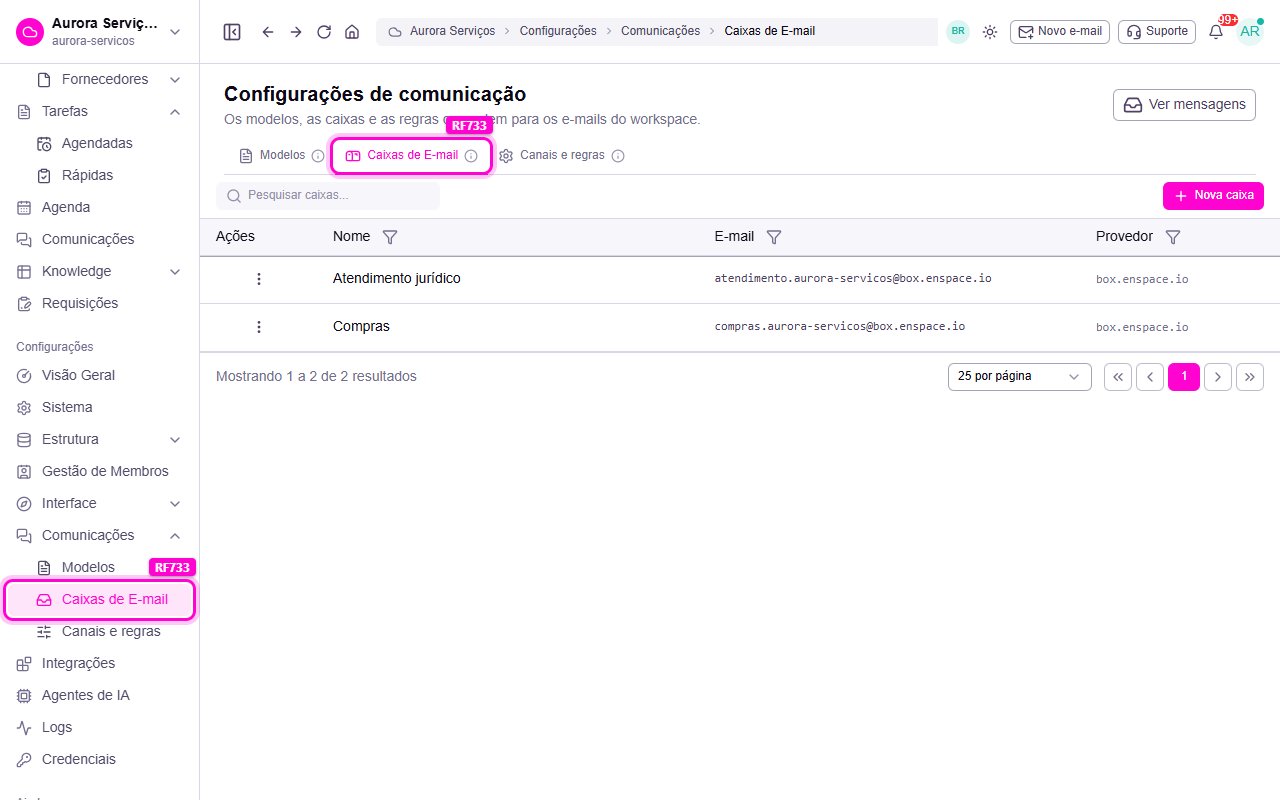 Aurora Serviç...
aurora-servicos
Fornecedores
Tarefas
Agendadas
Rápidas
Agenda
Comunicações
Knowledge
Requisições
Configurações
Visão Geral
Sistema
Estrutura
Gestão de Membros
Interface
Comunicações
Modelos
RF733
Caixas de E-mail
Canais e regras
Integrações
Agentes de IA
Logs
Credenciais
Aurora Serviços
Configurações
Comunicações
Caixas de E-mail
BR
Novo e-mail
Suporte
99+
AR
Configurações de comunicação
Os modelos, as caixas e as regras em para os e-mails do workspace.
Ver mensagens
RF733
Modelos
Caixas de E-mail
Canais e regras
Pesquisar caixas...
Nova caixa
Ações Nome E-mail Provedor
Atendimento jurídico atendimento.aurora-servicos@box.enspace.io box.enspace.io
Compras compras.aurora-servicos@box.enspace.io box.enspace.io
Mostrando 1 a 2 de 2 resultados
25 por página
1